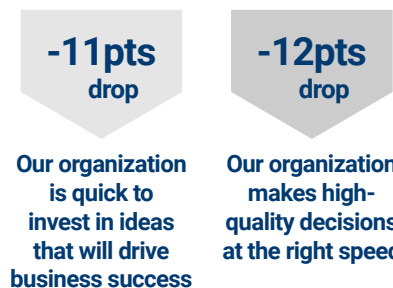 -11pts
drop
Our organization
is quick to
invest in ideas
that will drive
business success
-12pts
drop
Our organization
makes high-
quality decisions
at the right speed